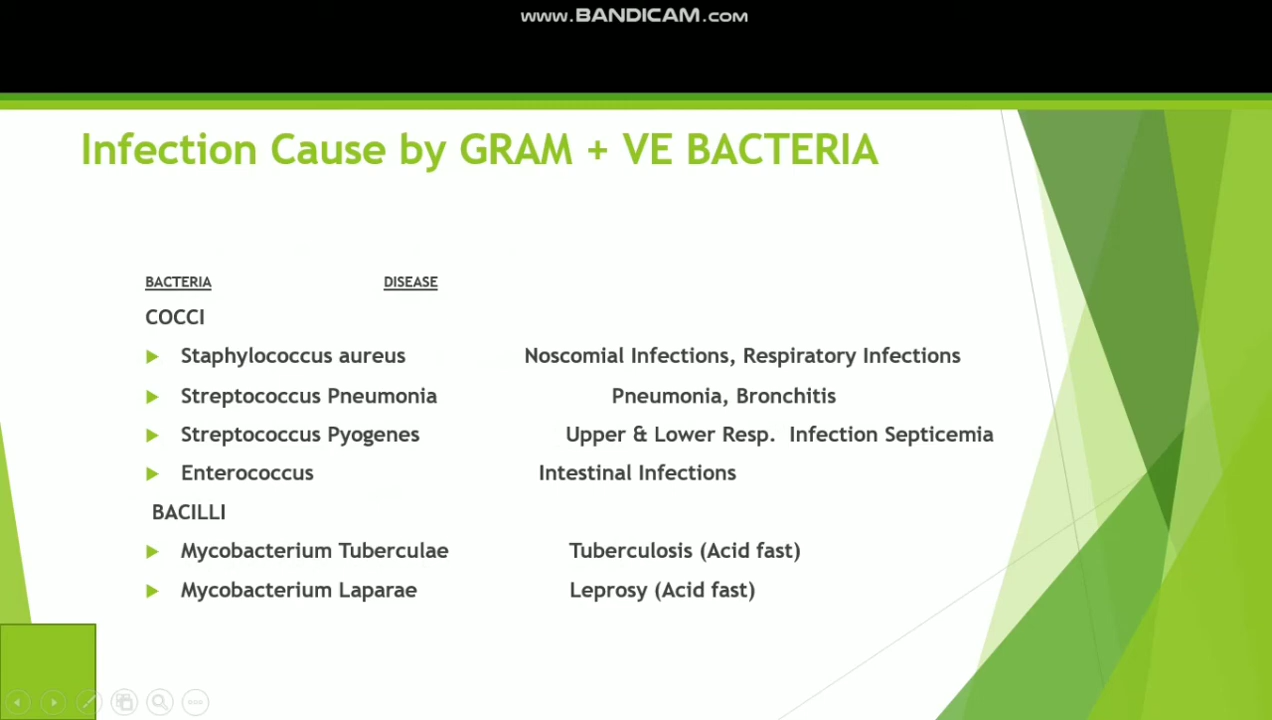 www.BANDICAM.com
Infection Cause by GRAM + VE BACTERIA
BACTERIA DISEASE
COCCI
Staphylococcus aureus Noscomial Infections, Respiratory Infections
Streptococcus Pneumonia Pneumonia, Bronchitis
Streptococcus Pyogenes Upper & Lower Resp. Infection Septicemia
Enterococcus Intestinal Infections
BACILLI
Mycobacterium Tuberculae Tuberculosis (Acid fast)
Mycobacterium Laparae Leprosy (Acid fast)